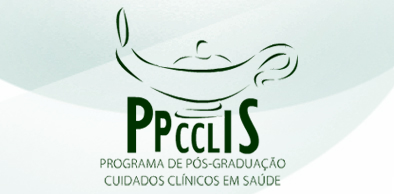 PPCCLIS
PROGRAMA DE PÓS-GRADUAÇÃO
CUIDADOS CLÍNICOS EM SAÚDE